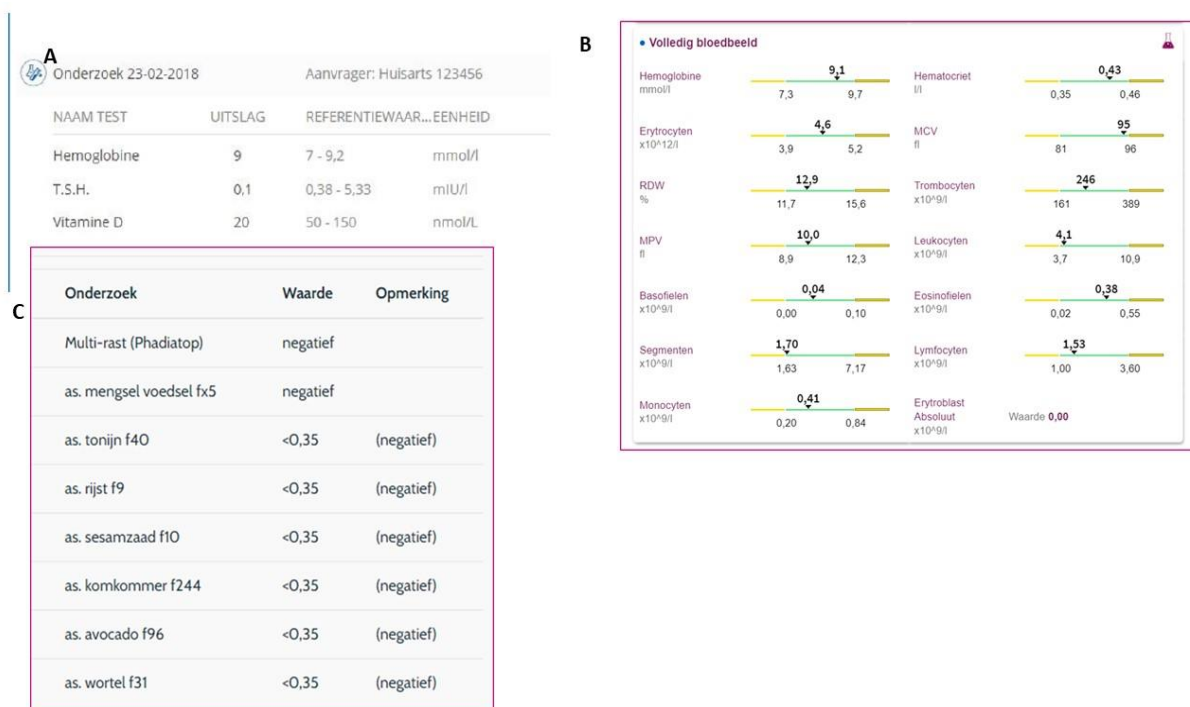 A
Onderzoek 23-02-2018 Aanvrager: Huisarts 123456
NAAM TEST UITSLAG REFERENTIEWAAR... EENHEID
Hemoglobine 9 7 - 9,2 mmol/l
T.S.H. 0,1 0,38 - 5,33 mIU/l
Vitamine D 20 50 - 150 nmol/L
C
Onderzoek Waarde Opmerking
Multi-rast (Phadiatop) negatief
as. mengsel voedsel fx5 negatief
as. tonijn f40 <0,35 (negatief)
as. rijst f9 <0,35 (negatief)
as. sesamzaad f10 <0,35 (negatief)
as. komkommer f244 <0,35 (negatief)
as. avocado f96 <0,35 (negatief)
as. wortel f31 <0,35 (negatief)
B
• Volledig bloedbeeld
Hemoglobine 9,1 Hematocriet 0,43
mmol/l 7,3 9,7 l/l 0,35 0,46
Erytrocyten 4,6 MCV 95
x10^12/l 3,9 5,2 fl 81 96
RDW 12,9 Trombocyten 246
% 11,7 15,6 x10^9/l 161 389
MPV 10,0 Leukocyten 4,1
fl 8,9 12,3 x10^9/l 3,7 10,9
Basofielen 0,04 Eosinofielen 0,38
x10^9/l 0,00 0,10 x10^9/l 0,02 0,55
Segmenten 1,70 Lymfocyten 1,53
x10^9/l 1,63 7,17 x10^9/l 1,00 3,60
Monocyten 0,41 Erytroblast
x10^9/l 0,20 0,84 Absoluut Waarde 0,00
x10^9/l